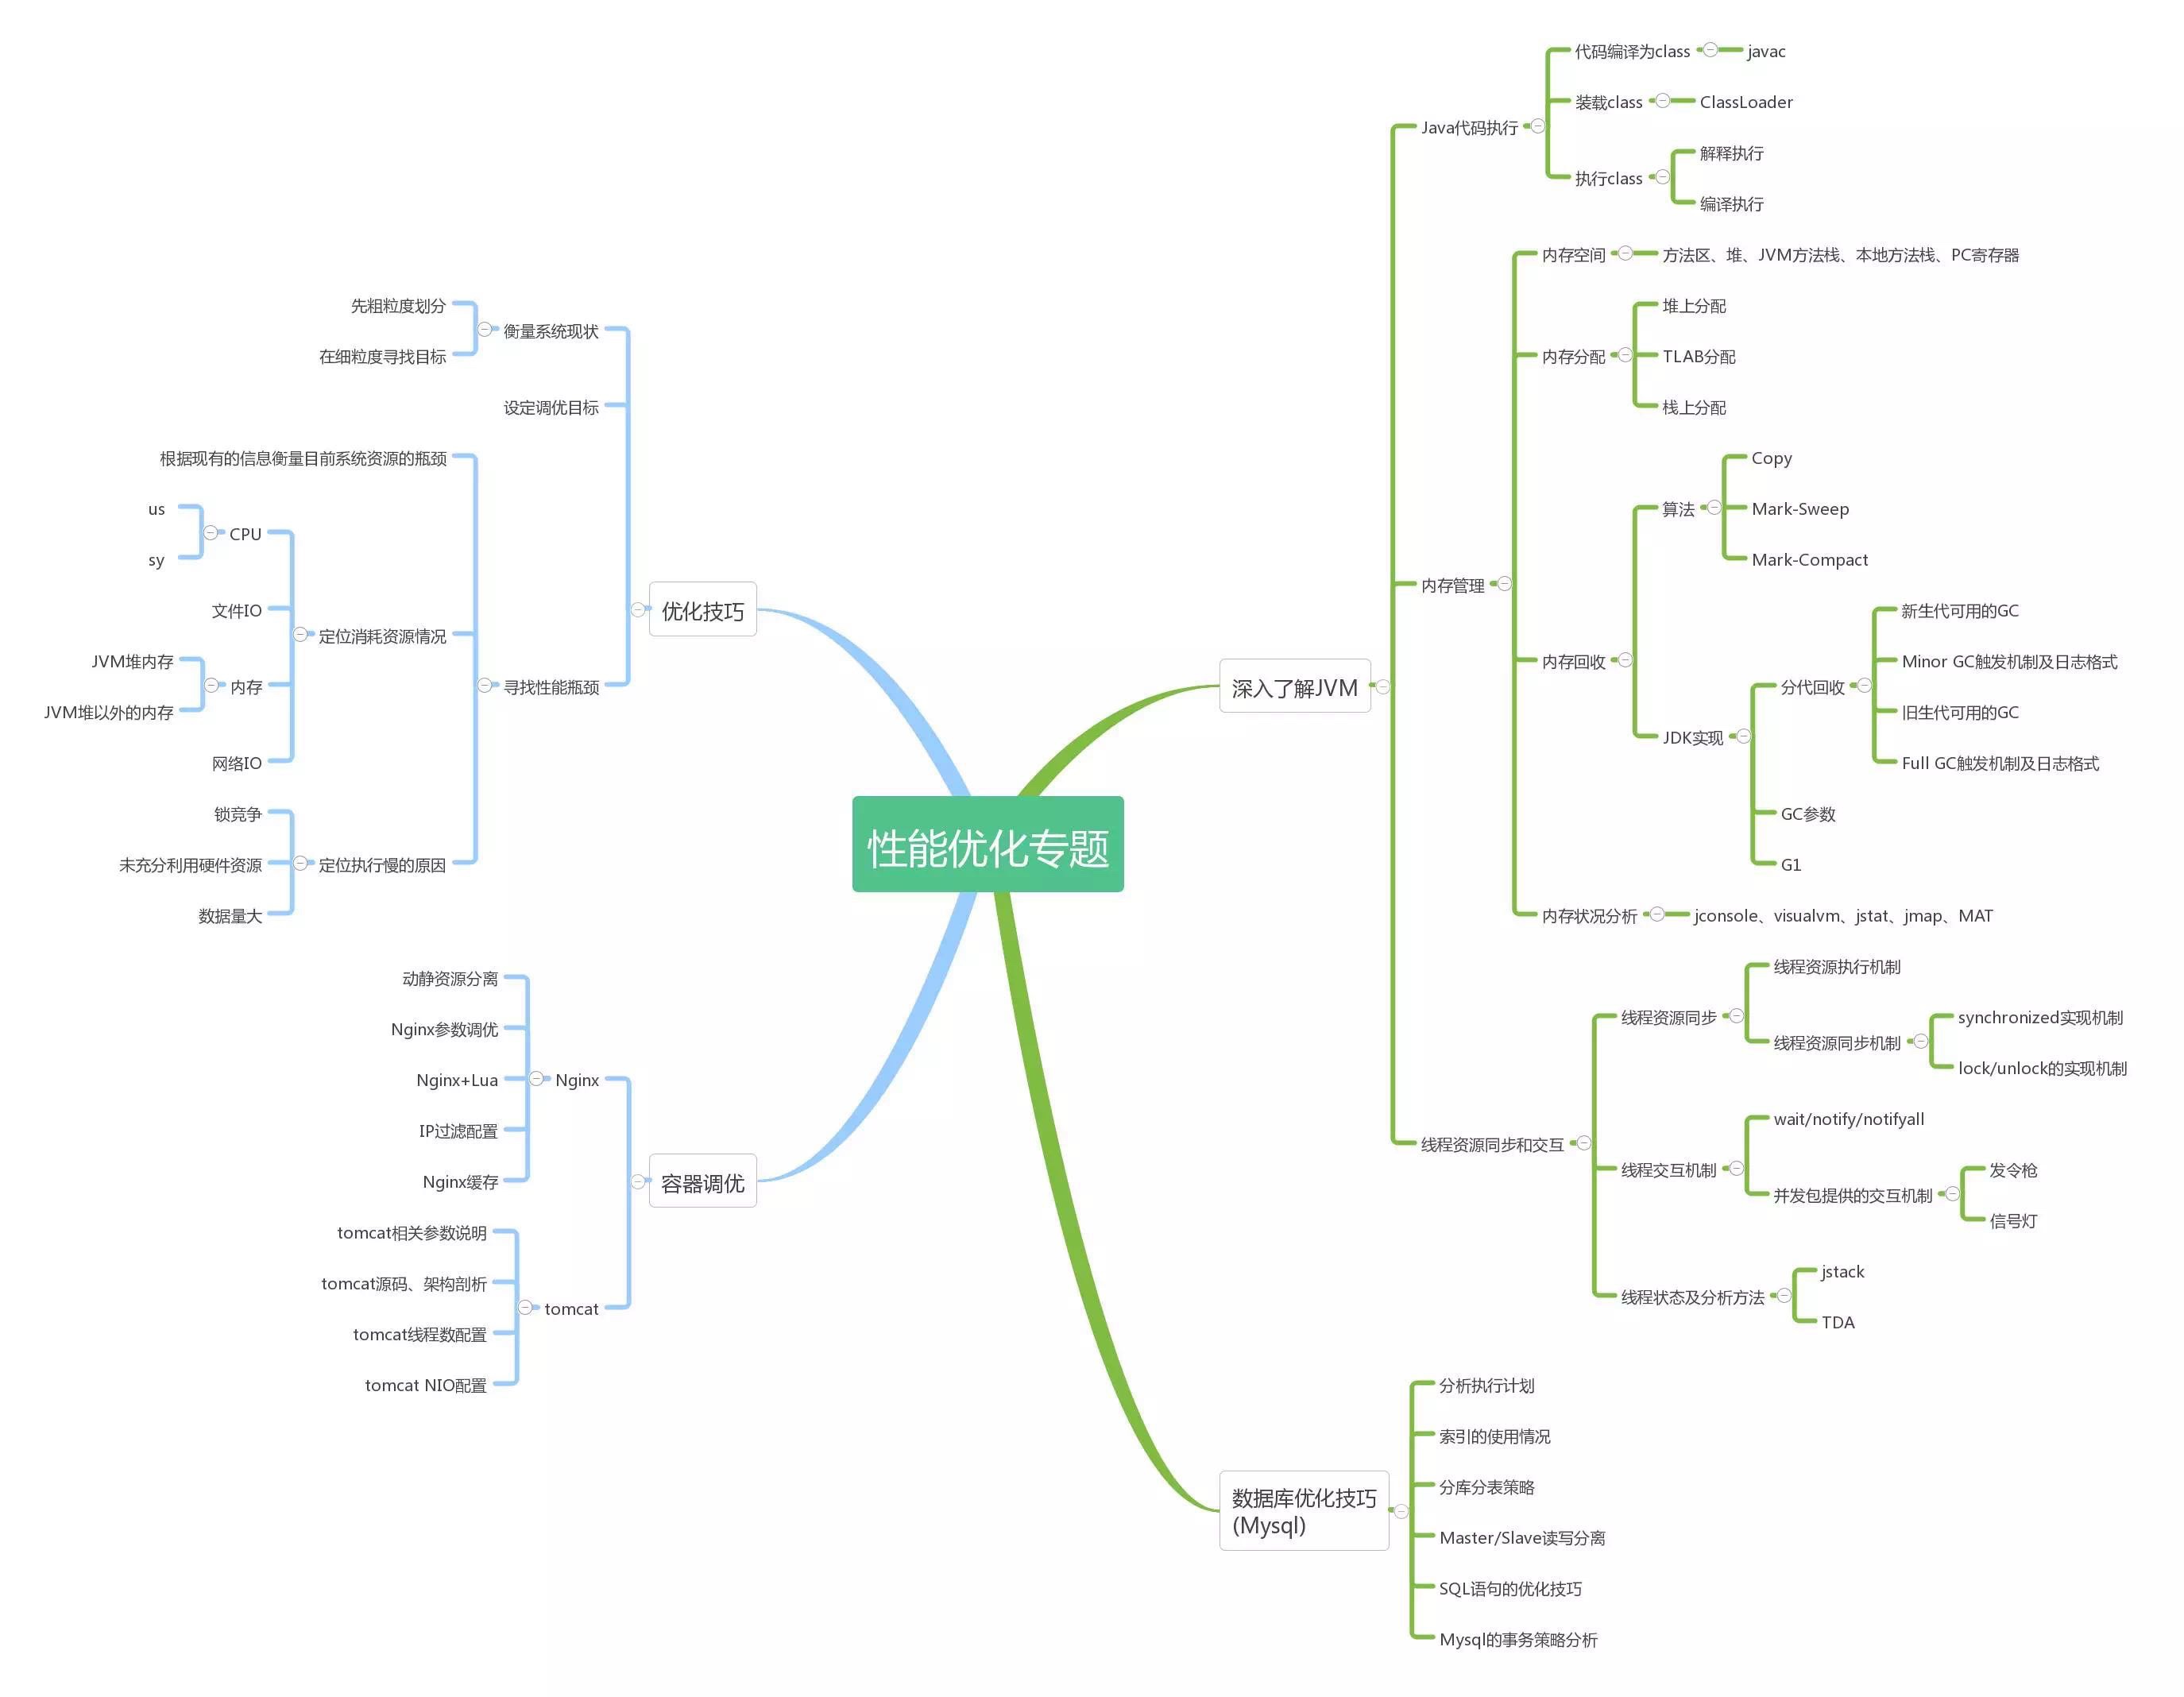 性能优化专题
深入了解JVM
Java代码执行
代码编译为class
javac
装载class
ClassLoader
执行class
解释执行
编译执行
内存管理
内存空间
方法区、堆、JVM方法栈、本地方法栈、PC寄存器
内存分配
堆上分配
TLAB分配
栈上分配
内存回收
算法
Copy
Mark-Sweep
Mark-Compact
JDK实现
分代回收
新生代可用的GC
Minor GC触发机制及日志格式
旧生代可用的GC
Full GC触发机制及日志格式
GC参数
G1
内存状况分析
jconsole、visualvm、jstat、jmap、MAT
线程资源同步和交互
线程资源同步
线程资源执行机制
线程资源同步机制
synchronized实现机制
lock/unlock的实现机制
线程交互机制
wait/notify/notifyall
并发包提供的交互机制
发令枪
信号灯
线程状态及分析方法
jstack
TDA
数据库优化技巧
(Mysql)
分析执行计划
索引的使用情况
分库分表策略
Master/Slave读写分离
SQL语句的优化技巧
Mysql的事务策略分析
优化技巧
衡量系统现状
先粗粒度划分
在细粒度寻找目标
设定调优目标
寻找性能瓶颈
根据现有的信息衡量目前系统资源的瓶颈
定位消耗资源情况
CPU
us
sy
文件IO
内存
JVM堆内存
JVM堆以外的内存
网络IO
定位执行慢的原因
锁竞争
未充分利用硬件资源
数据量大
容器调优
Nginx
动静资源分离
Nginx参数调优
Nginx+Lua
IP过滤配置
Nginx缓存
tomcat
tomcat相关参数说明
tomcat源码、架构剖析
tomcat线程数配置
tomcat NIO配置